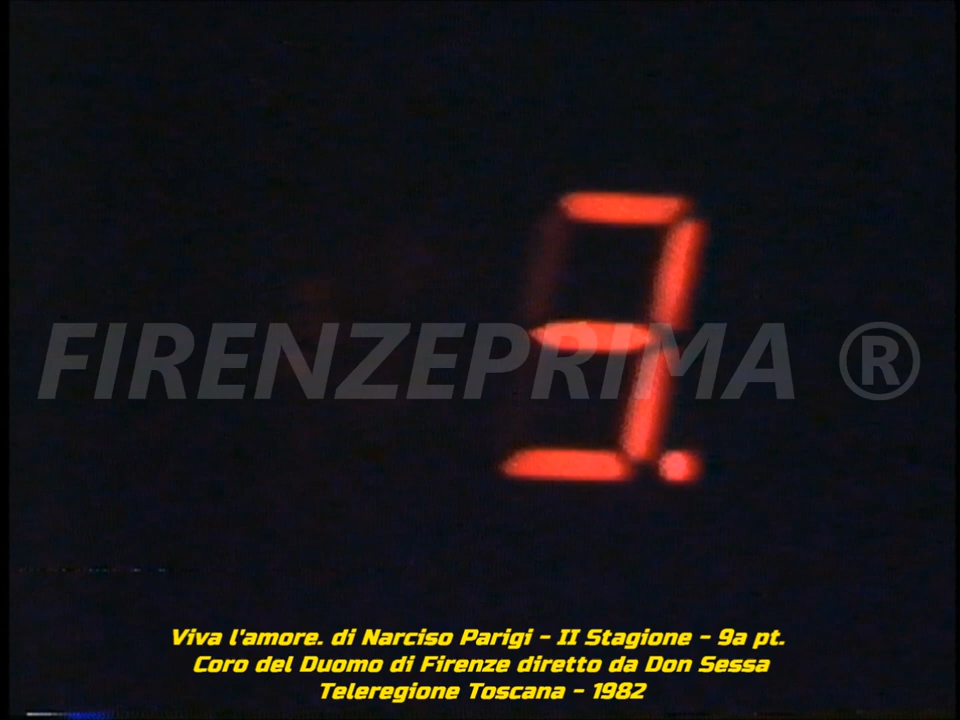 3.
FIRENZEPRIMA ®
Viva l'amore. di Narciso Parigi - II Stagione - 9a pt.
Coro del Duomo di Firenze diretto da Don Sessa
Teleregione Toscana - 1982